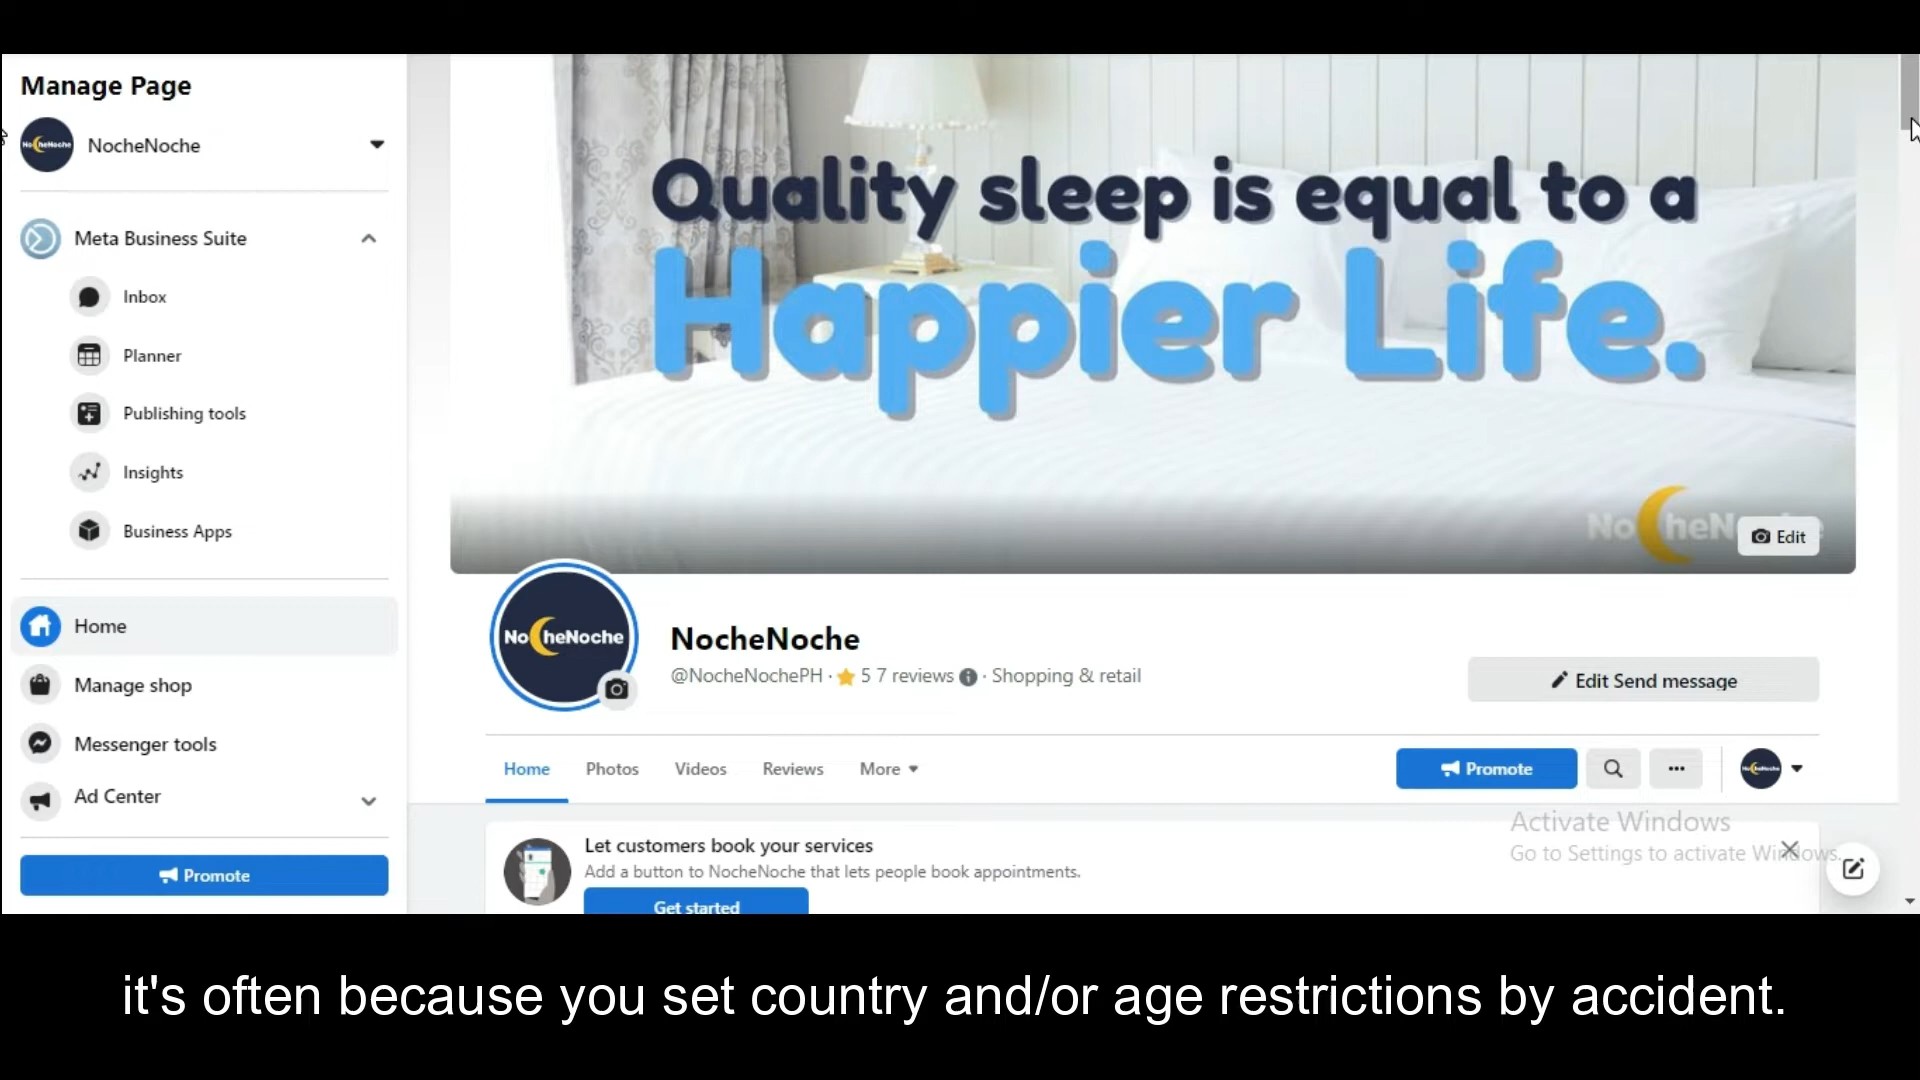 Manage Page
NocheNoche
Meta Business Suite
Inbox
Planner
Publishing tools
Insights
Business Apps
Home
Manage shop
Messenger tools
Ad Center
Promote
Quality sleep is equal to a
Happier Life.
Edit
NocheNoche
NocheNoche
@NocheNochePH · 5 7 reviews · Shopping & retail
Edit Send message
Home Photos Videos Reviews More
Promote
Let customers book your services
Add a button to NocheNoche that lets people book appointments.
Get started
Activate Windows
Go to Settings to activate Windows.
it's often because you set country and/or age restrictions by accident.